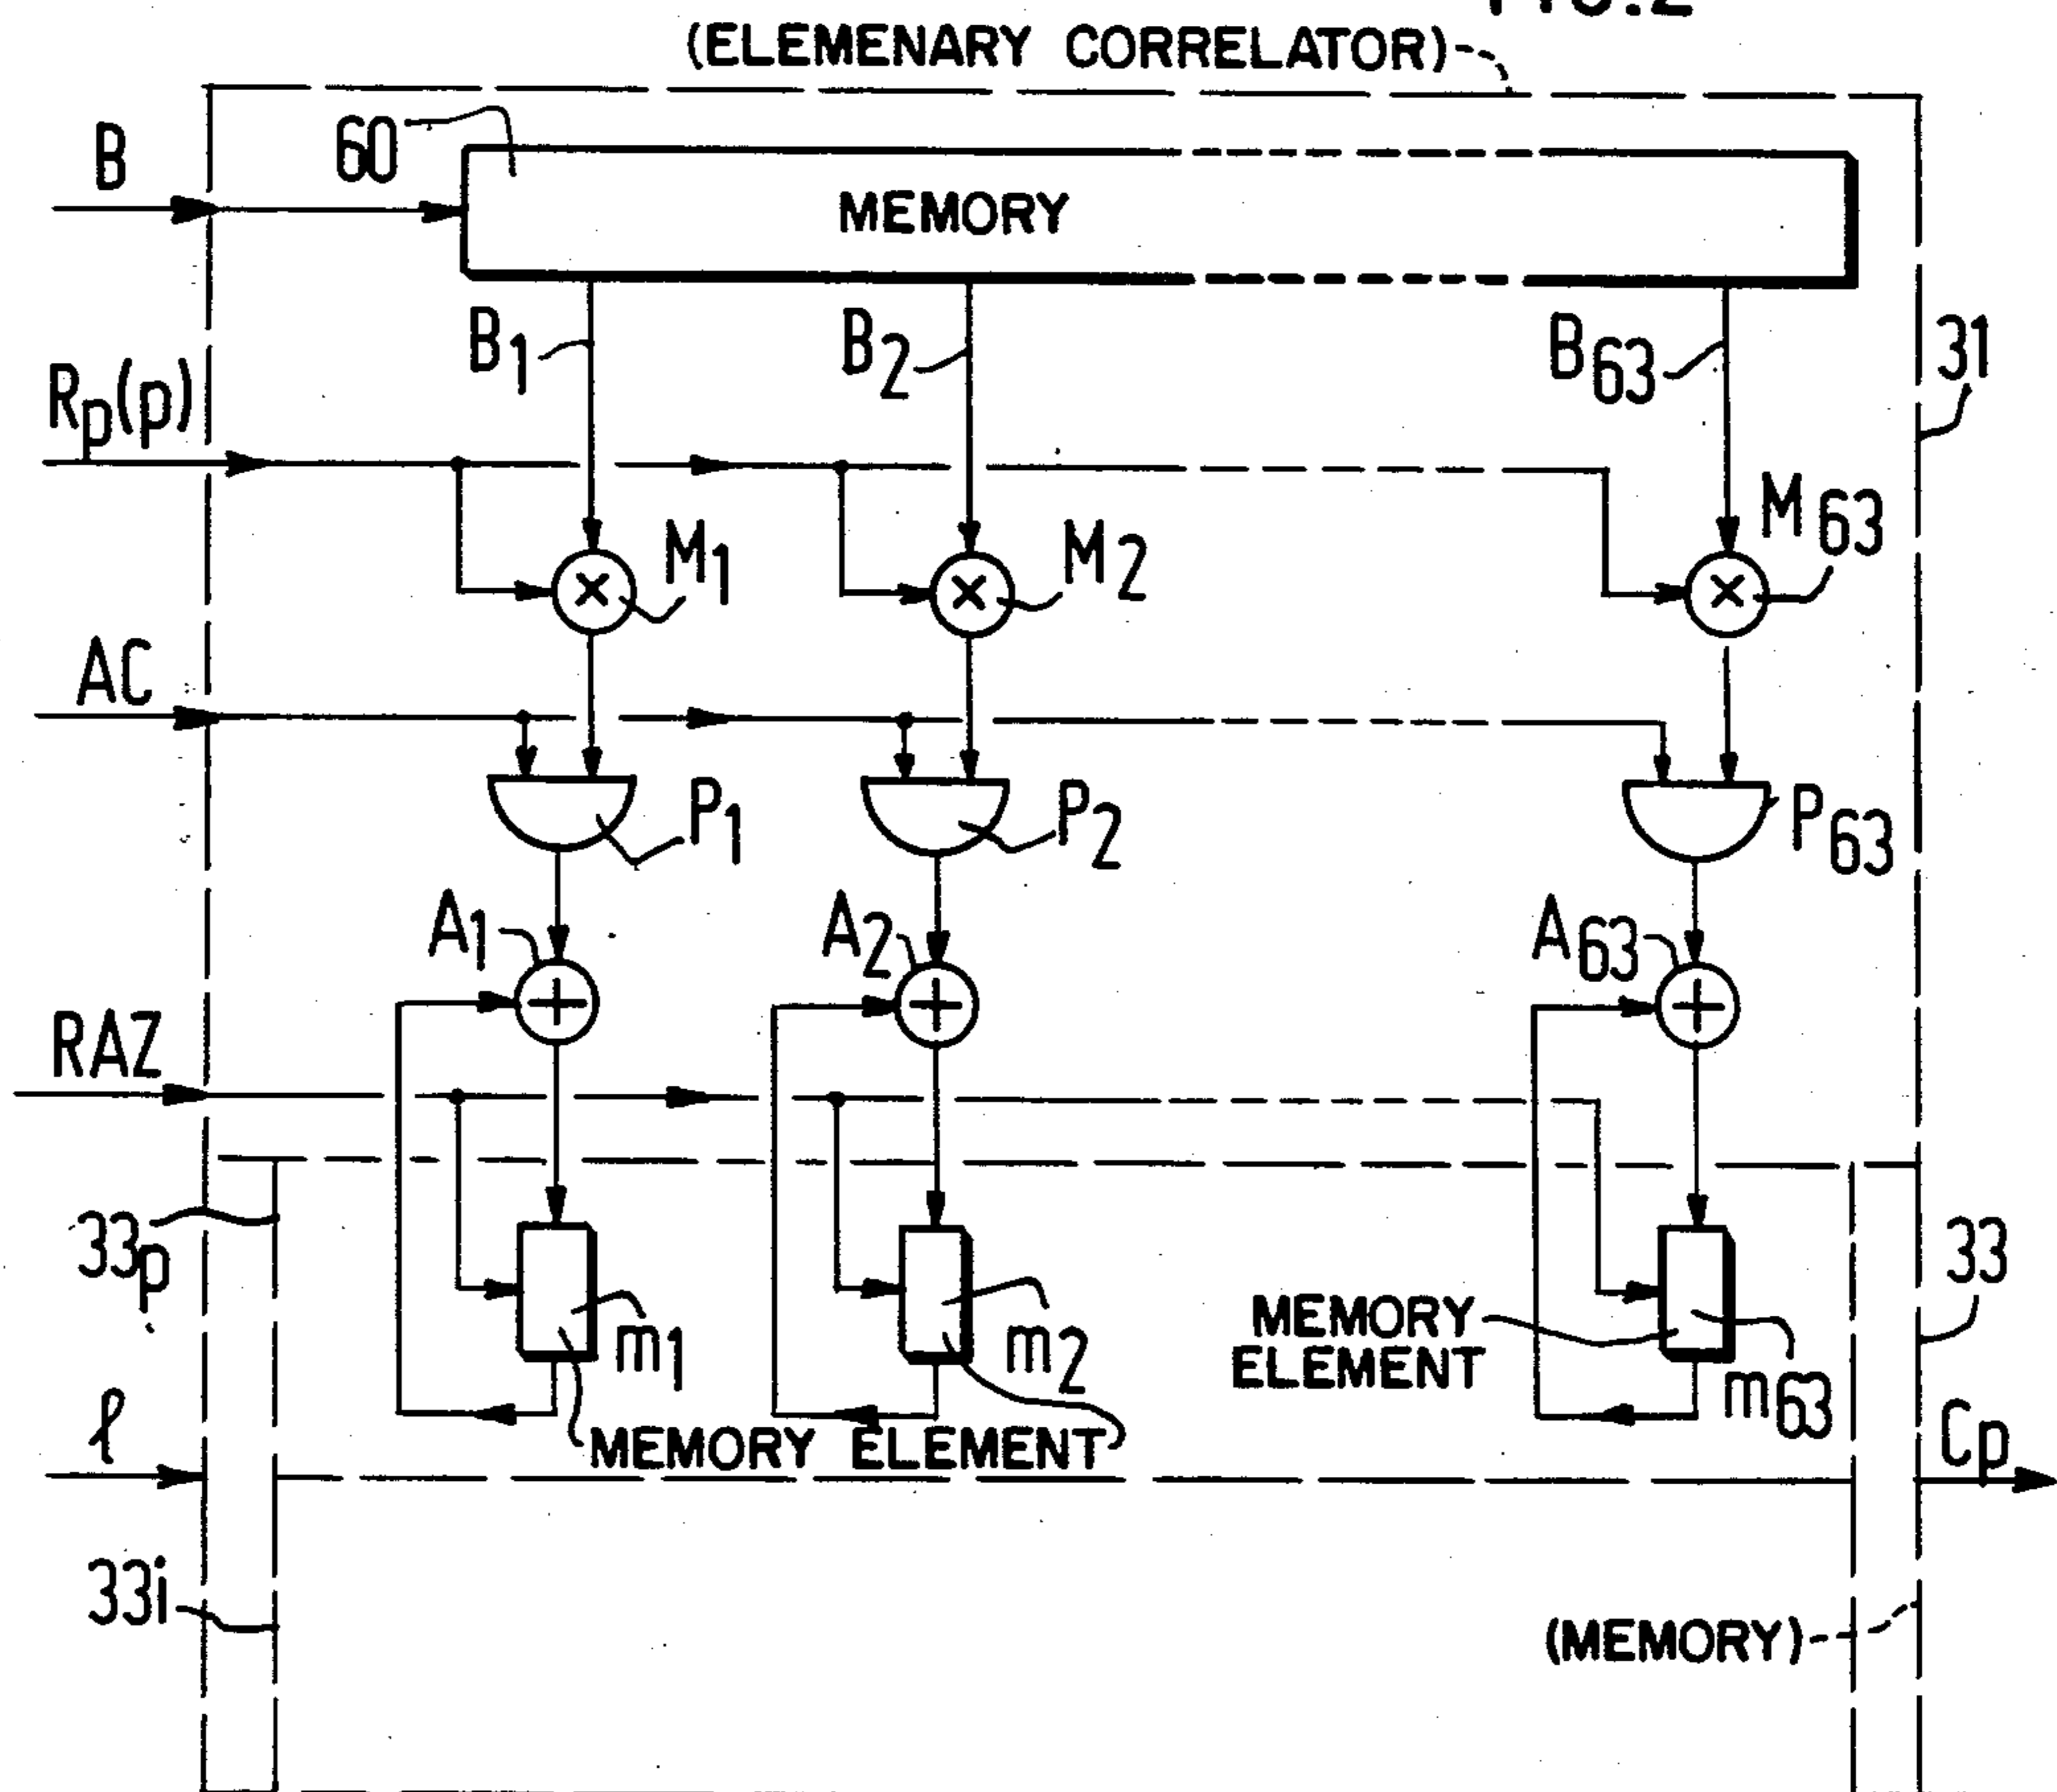 (ELEMENARY CORRELATOR)
B
60
MEMORY
B1
B2
B63
31
Rp(p)
M1
M2
M63
AC
P1
P2
P63
A1
A2
A63
RAZ
33p
33
m1
m2
MEMORY
ELEMENT
m63
MEMORY ELEMENT
ℓ
Cp
33i
(MEMORY)